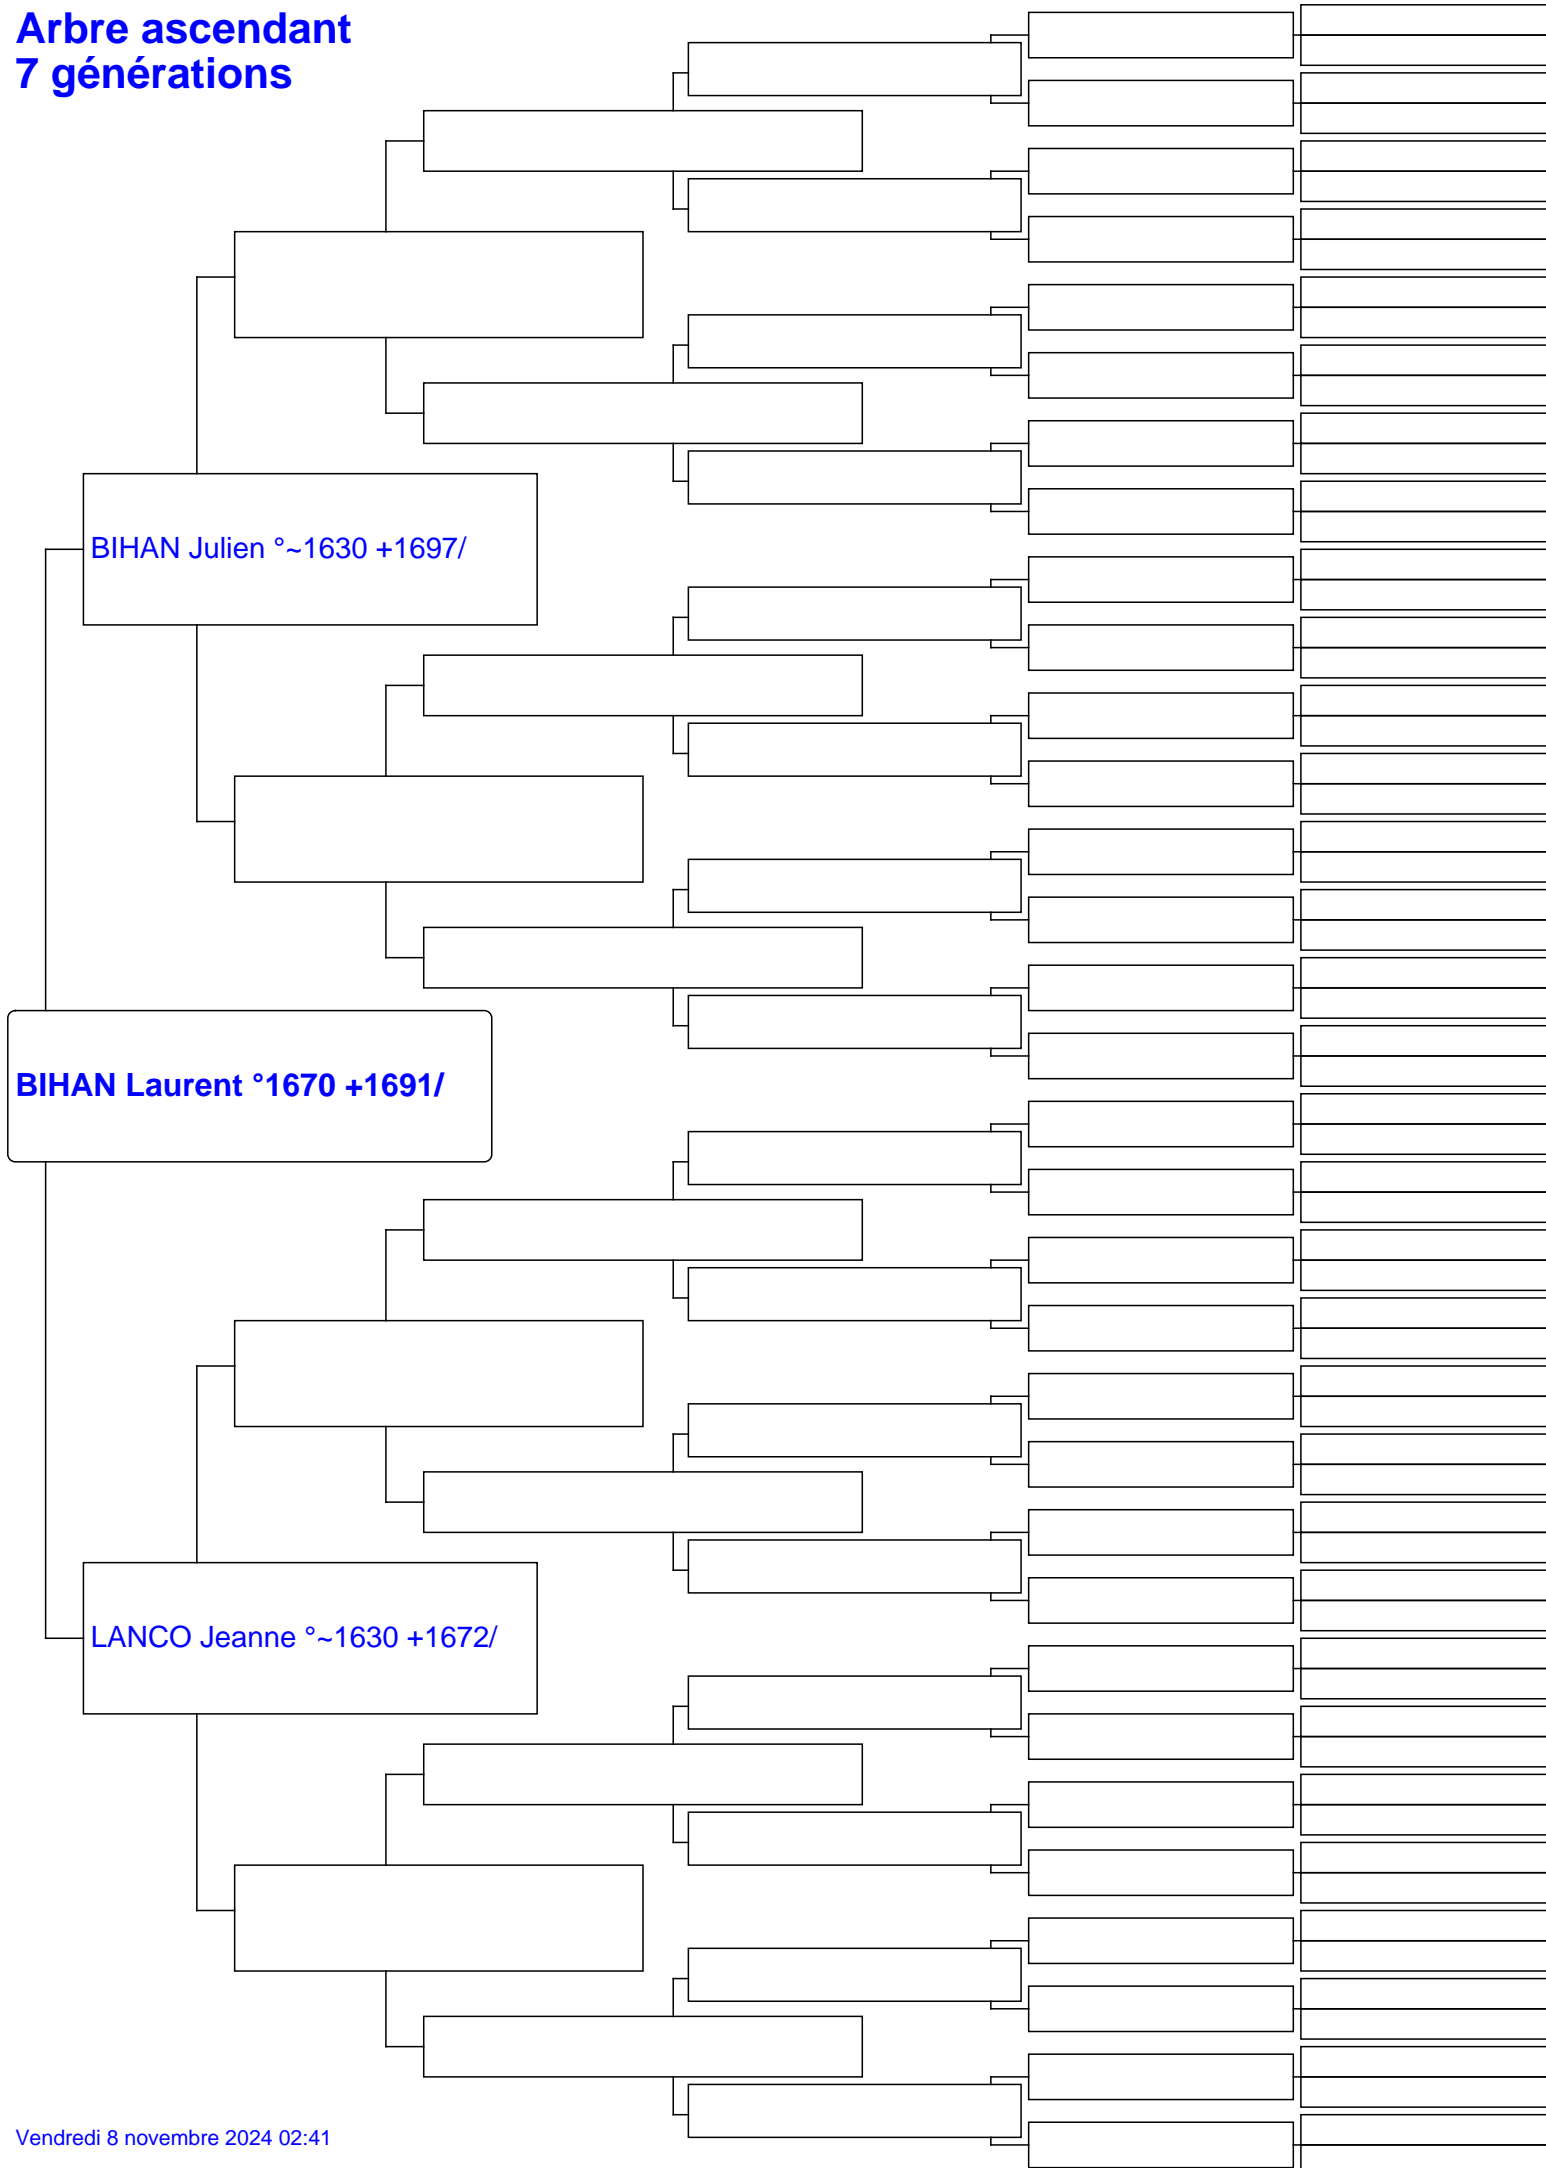 Arbre ascendant
7 générations
BIHAN Julien °~1630 +1697/
BIHAN Laurent °1670 +1691/
LANCO Jeanne °~1630 +1672/
Vendredi 8 novembre 2024 02:41